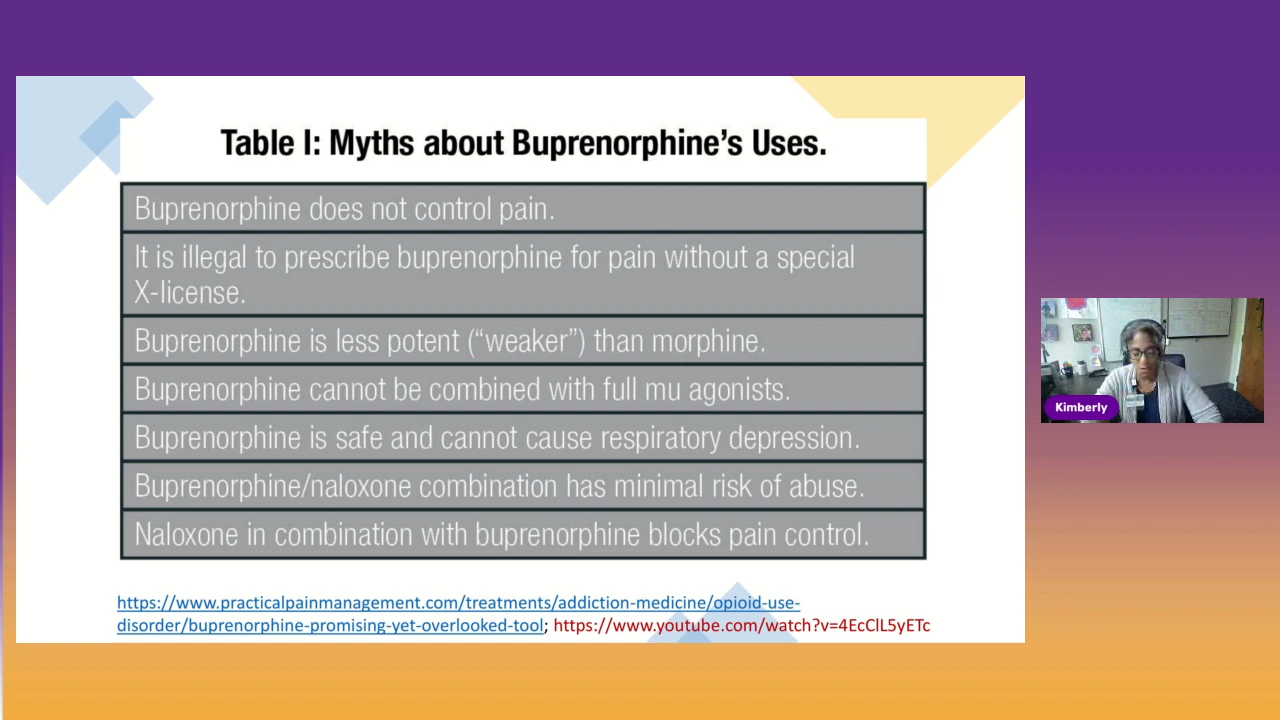 Table I: Myths about Buprenorphine’s Uses.
Buprenorphine does not control pain.
It is illegal to prescribe buprenorphine for pain without a special
X-license.
Buprenorphine is less potent (“weaker”) than morphine.
Buprenorphine cannot be combined with full mu agonists.
Buprenorphine is safe and cannot cause respiratory depression.
Buprenorphine/naloxone combination has minimal risk of abuse.
Naloxone in combination with buprenorphine blocks pain control.
https://www.practicalpainmanagement.com/treatments/addiction-medicine/opioid-use-
disorder/buprenorphine-promising-yet-overlooked-tool; https://www.youtube.com/watch?v=4EcClL5yETc
Kimberly